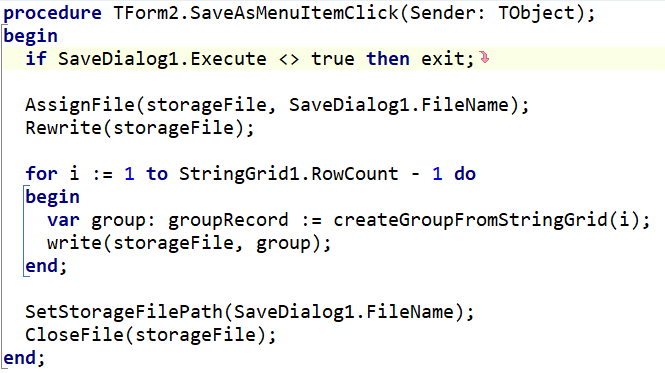 procedure TForm2.SaveAsMenuItemClick(Sender: TObject);
begin
  if SaveDialog1.Execute <> true then exit;

  AssignFile(storageFile, SaveDialog1.FileName);
  Rewrite(storageFile);

  for i := 1 to StringGrid1.RowCount - 1 do
  begin
    var group: groupRecord := createGroupFromStringGrid(i);
    write(storageFile, group);
  end;

  SetStorageFilePath(SaveDialog1.FileName);
  CloseFile(storageFile);
end;